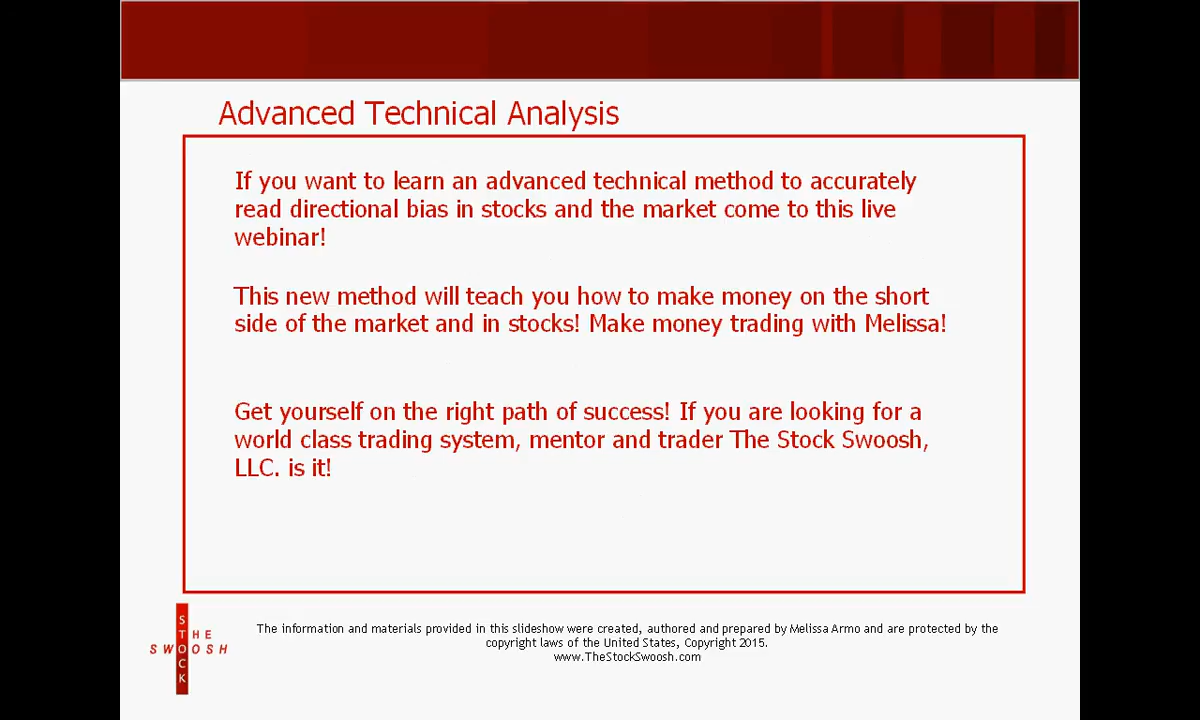 Advanced Technical Analysis
If you want to learn an advanced technical method to accurately
read directional bias in stocks and the market come to this live
webinar!
This new method will teach you how to make money on the short
side of the market and in stocks! Make money trading with Melissa!
Get yourself on the right path of success! If you are looking for a
world class trading system, mentor and trader The Stock Swoosh,
LLC. is it!
THE
SWOOSH
STOCK
The information and materials provided in this slideshow were created, authored and prepared by Melissa Armo and are protected by the
copyright laws of the United States, Copyright 2015.
www.TheStockSwoosh.com